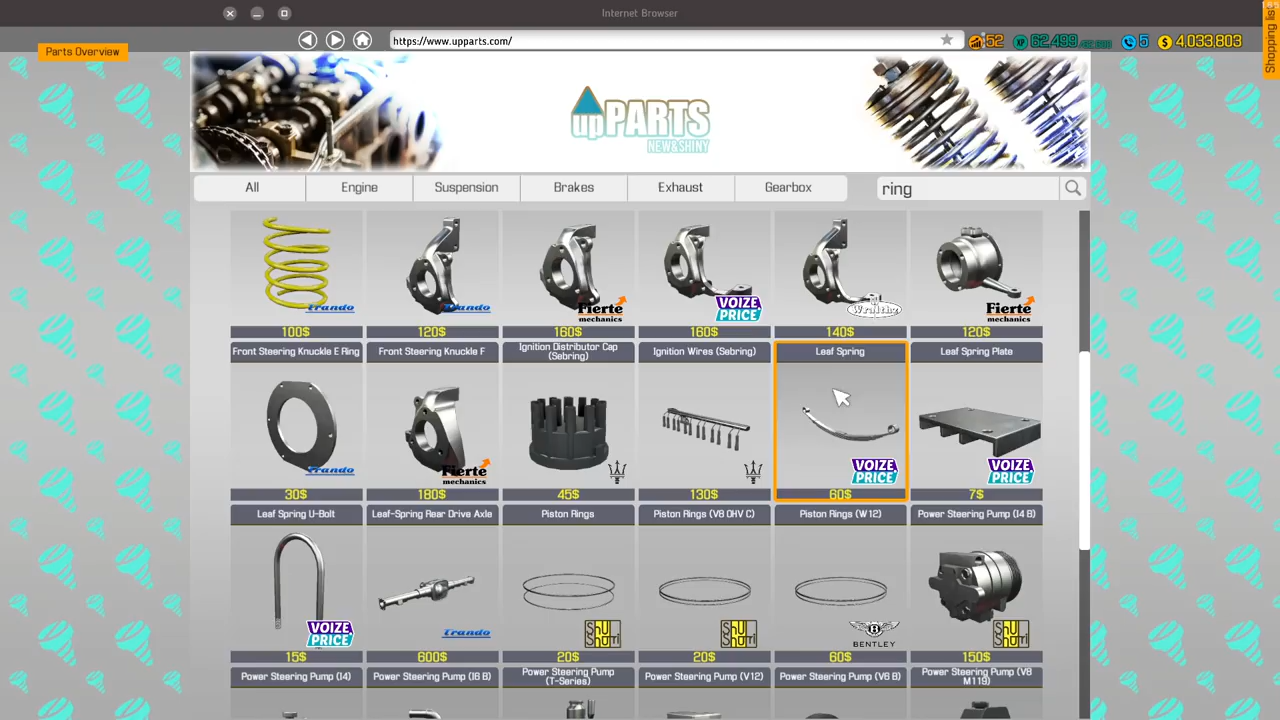 Internet Browser
Parts Overview
https://www.upparts.com/
52
62,499
5
4,033,803
Shopping list
upPARTS
NEW&SHINY
All
Engine
Suspension
Brakes
Exhaust
Gearbox
ring
Trando
Trando
Fierte
mechanics
VOIZE
PRICE
Fierte
mechanics
100$
120$
160$
160$
140$
120$
Front Steering Knuckle E Ring
Front Steering Knuckle F
Ignition Distributor Cap
(Sebring)
Ignition Wires (Sebring)
Leaf Spring
Leaf Spring Plate
Trando
Fierte
mechanics
VOIZE
PRICE
VOIZE
PRICE
30$
180$
45$
130$
60$
7$
Leaf Spring U-Bolt
Leaf-Spring Rear Drive Axle
Piston Rings
Piston Rings (V8 OHV C)
Piston Rings (W12)
Power Steering Pump (I4 B)
VOIZE
PRICE
Trando
BENTLEY
15$
600$
20$
20$
60$
150$
Power Steering Pump (I4)
Power Steering Pump (I6 B)
Power Steering Pump
(T-Series)
Power Steering Pump (V12)
Power Steering Pump (V6 B)
Power Steering Pump (V8
M119)